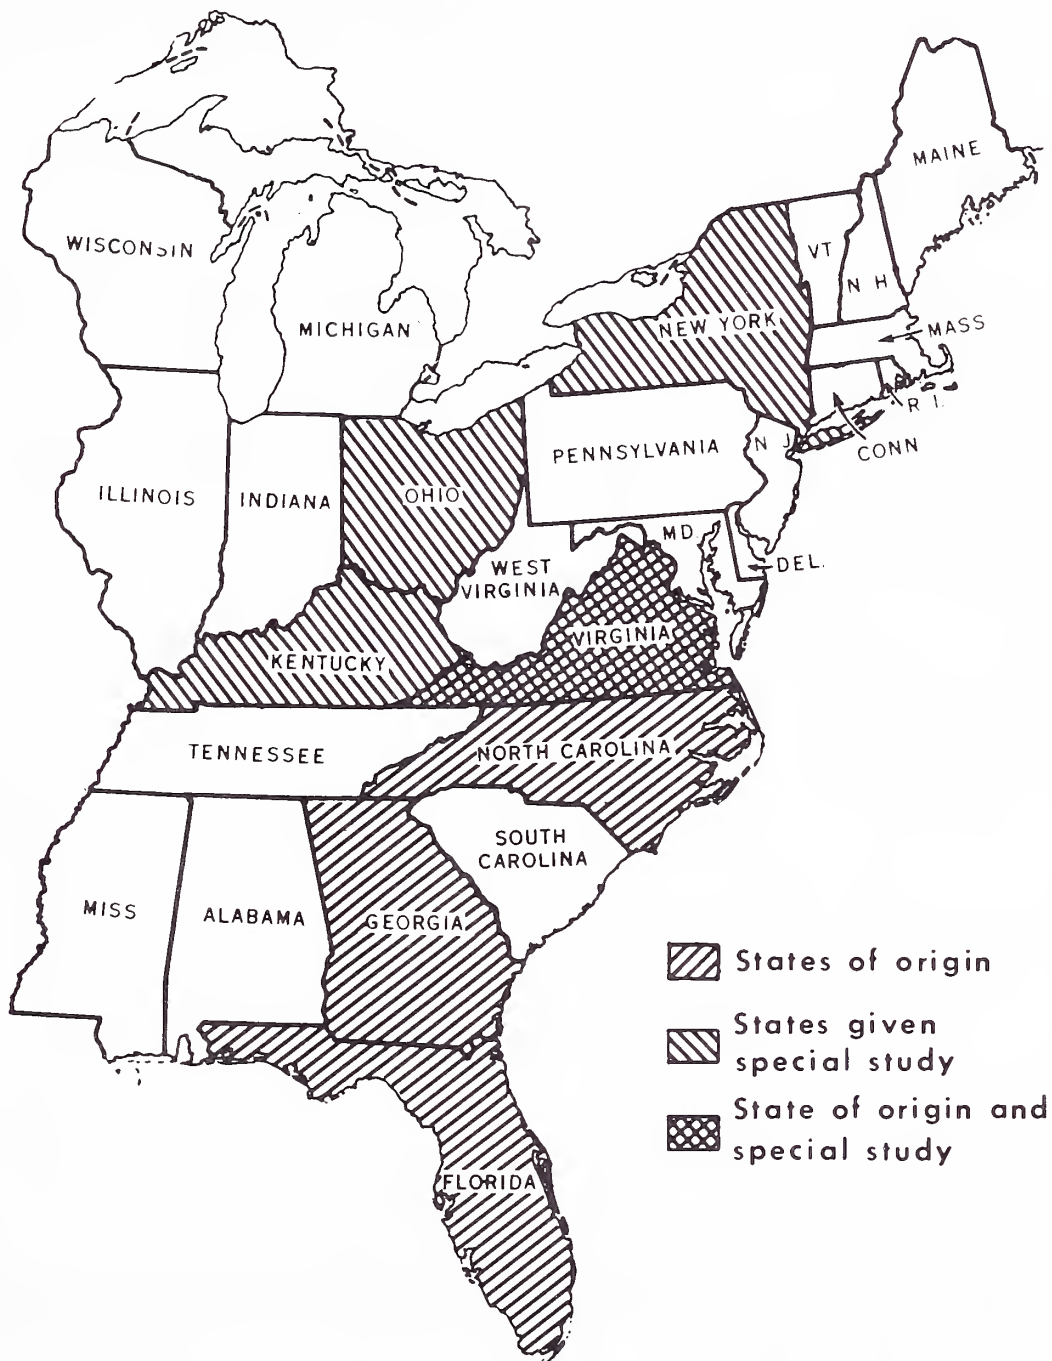 MAINE
WISCONSIN
VT
N H
MICHIGAN
NEW YORK
MASS
R I.
N J
CONN
PENNSYLVANIA
ILLINOIS
INDIANA
OHIO
MD.
WEST
VIRGINIA
DEL.
VIRGINIA
KENTUCKY
TENNESSEE
NORTH CAROLINA
SOUTH
CAROLINA
MISS
ALABAMA
GEORGIA
FLORIDA
States of origin
States given
special study
State of origin and
special study